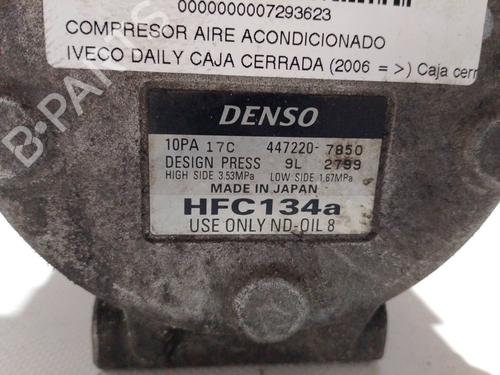 0000000007293623
COMPRESOR AIRE ACONDICIONADO
IVECO DAILY CAJA CERRADA (2006 = >) Caja cerr
B-PARTS
DENSO
10PA 17C 447220-7850
DESIGN PRESS 9L 2799
HIGH SIDE 3.53MPa LOW SIDE 1.67MPa
MADE IN JAPAN
HFC134a
USE ONLY ND-OIL 8